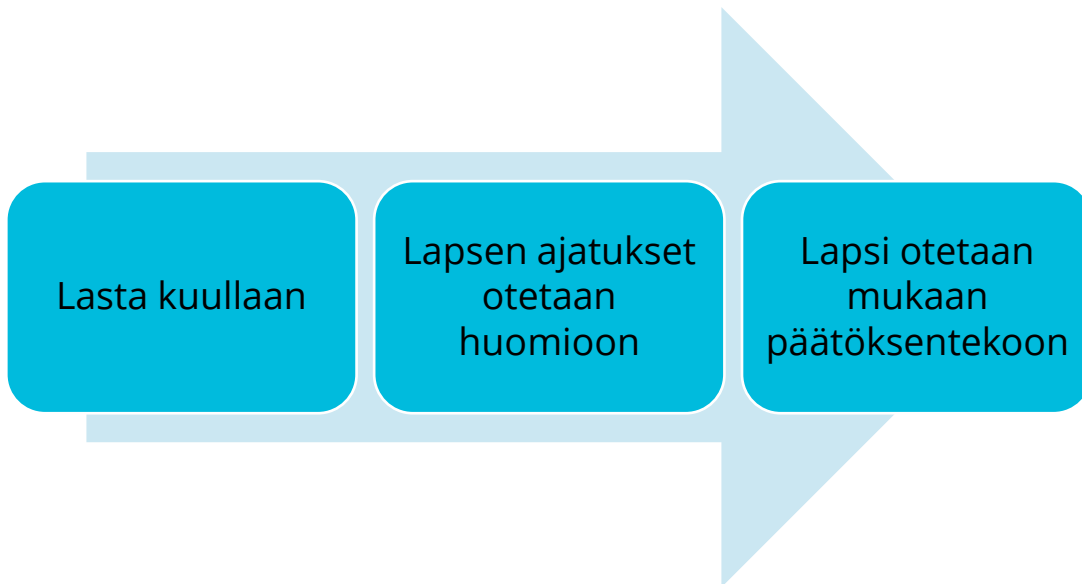 Lasta kuullaan
Lapsen ajatukset
otetaan
huomioon
Lapsi otetaan
mukaan
päätöksentekoon